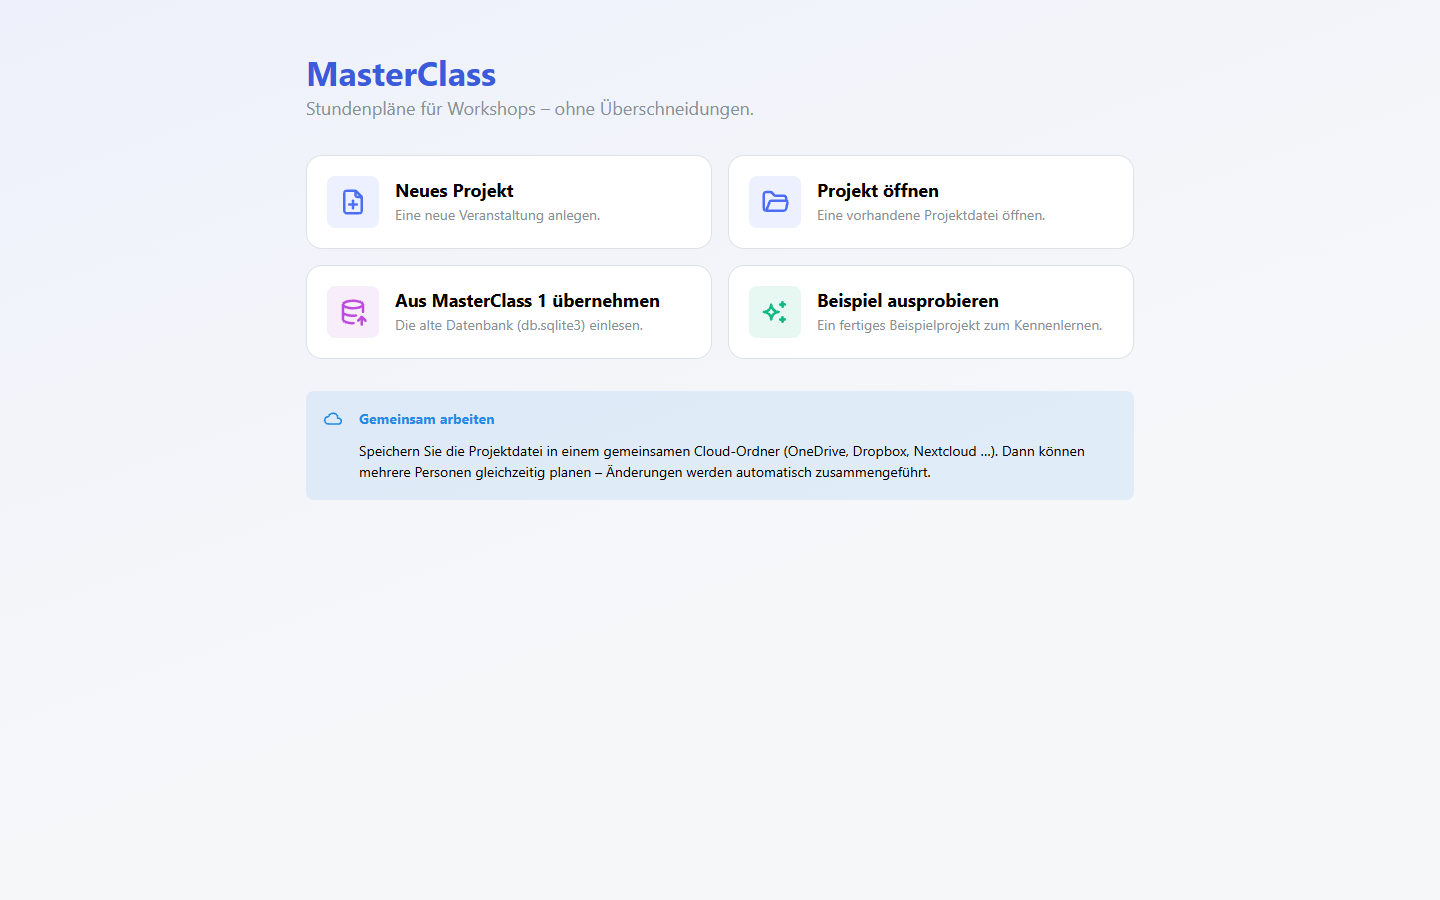 MasterClass
Stundenpläne für Workshops – ohne Überschneidungen.
Neues Projekt
Eine neue Veranstaltung anlegen.
Projekt öffnen
Eine vorhandene Projektdatei öffnen.
Aus MasterClass 1 übernehmen
Die alte Datenbank (db.sqlite3) einlesen.
Beispiel ausprobieren
Ein fertiges Beispielprojekt zum Kennenlernen.
Gemeinsam arbeiten
Speichern Sie die Projektdatei in einem gemeinsamen Cloud-Ordner (OneDrive, Dropbox, Nextcloud ...). Dann können
mehrere Personen gleichzeitig planen – Änderungen werden automatisch zusammengeführt.